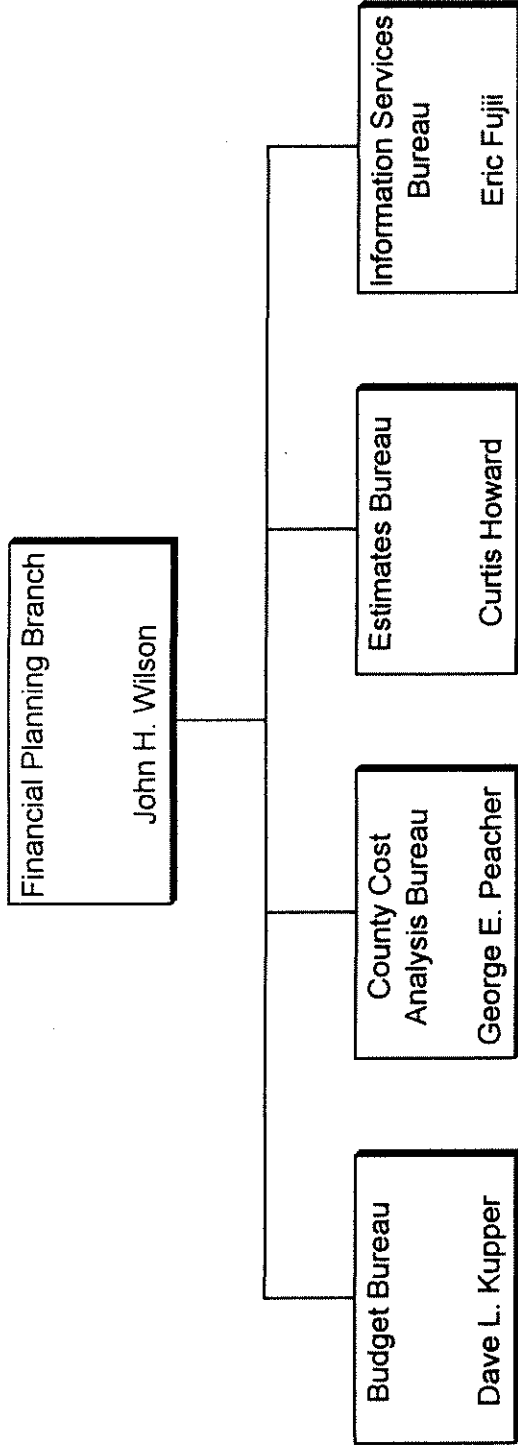 Financial Planning Branch
John H. Wilson
Budget Bureau
Dave L. Kupper
County Cost
Analysis Bureau
George E. Peacher
Estimates Bureau
Curtis Howard
Information Services
Bureau
Eric Fujii